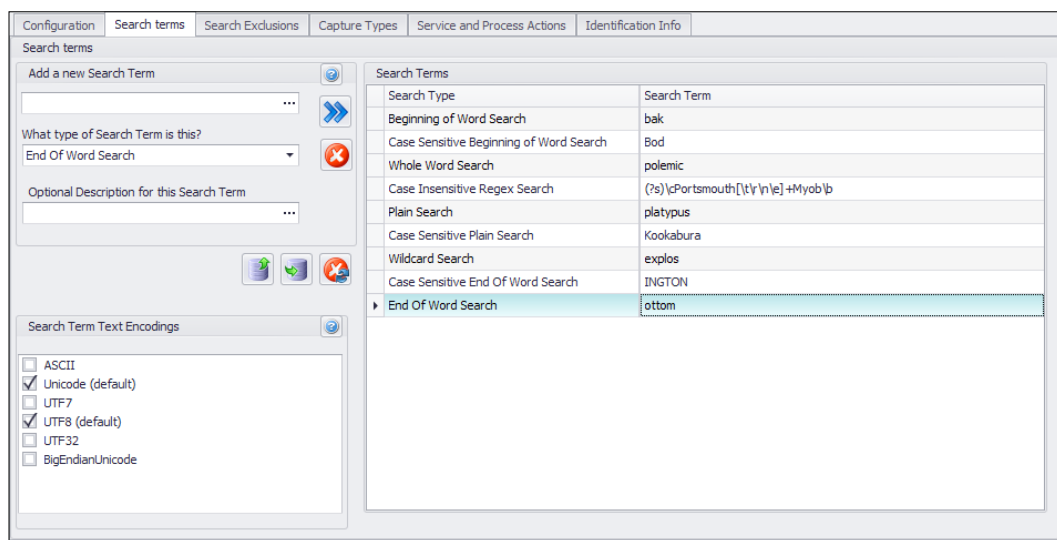 Configuration Search terms Search Exclusions Capture Types Service and Process Actions Identification Info
Search terms
Add a new Search Term
...
What type of Search Term is this?
End Of Word Search
Optional Description for this Search Term
...
Search Term Text Encodings
ASCII
Unicode (default)
UTF7
UTF8 (default)
UTF32
BigEndianUnicode
Search Terms
Search Type Search Term
Beginning of Word Search bak
Case Sensitive Beginning of Word Search Bod
Whole Word Search polemic
Case Insensitive Regex Search (?s)\cPortsmouth[\t\r\n\e]+Myob\b
Plain Search platypus
Case Sensitive Plain Search Kookabura
Wildcard Search explos
Case Sensitive End Of Word Search INGTON
End Of Word Search ottom